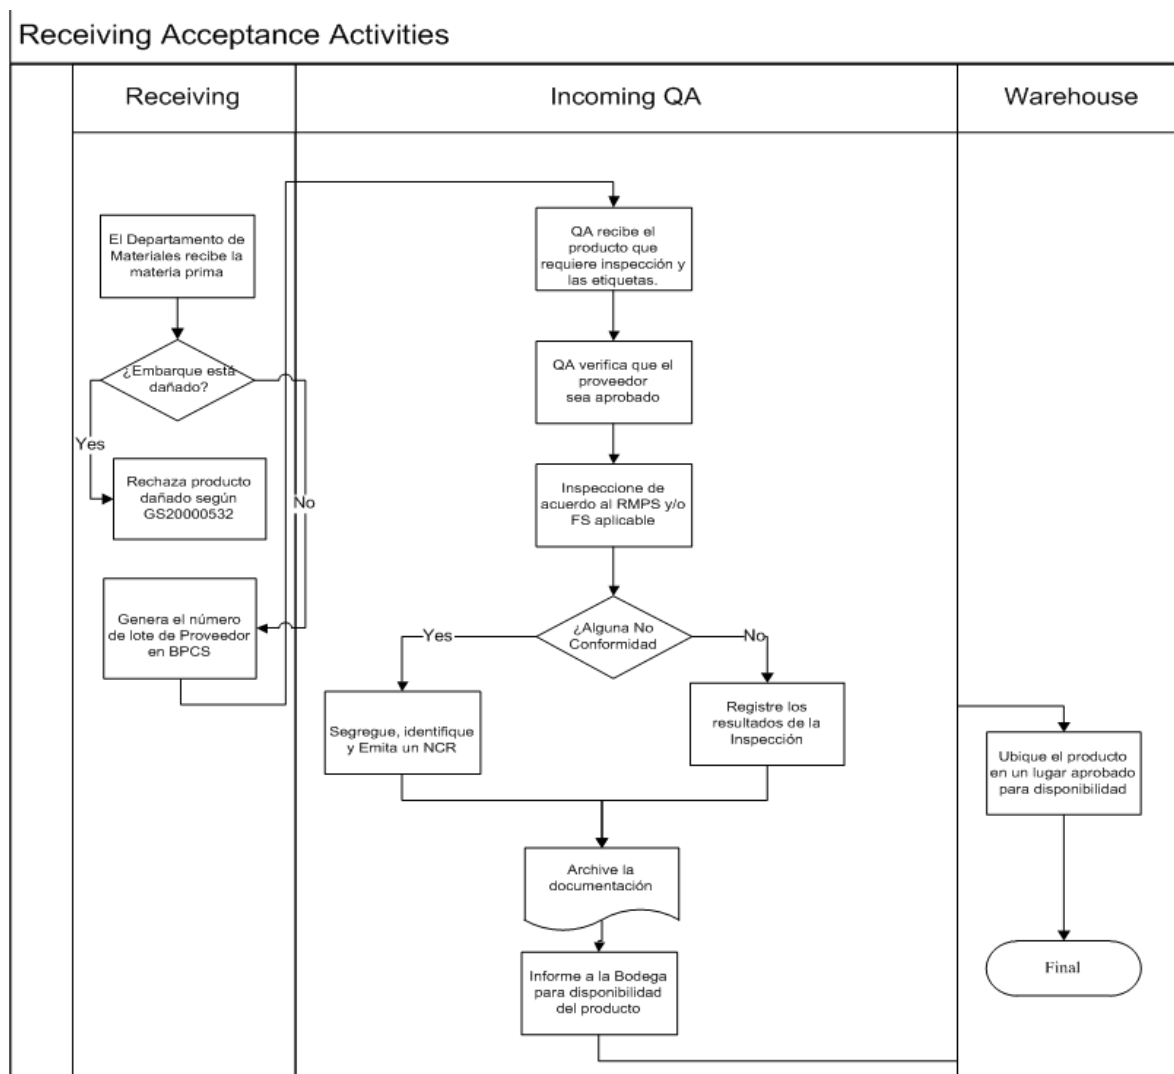 Receiving Acceptance Activities
Receiving
Incoming QA
Warehouse
El Departamento de
Materiales recibe la
materia prima
¿Embarque está
dañado?
Yes
No
Rechaza producto
dañado según
GS20000532
Genera el número
de lote de Proveedor
en BPCS
QA recibe el
producto que
requiere inspección y
las etiquetas.
QA verifica que el
proveedor
sea aprobado
Inspeccione de
acuerdo al RMPS y/o
FS aplicable
¿Alguna No
Conformidad
Yes
No
Segregue, identifique
y Emita un NCR
Registre los
resultados de la
Inspección
Archive la
documentación
Informe a la Bodega
para disponibilidad
del producto
Ubique el producto
en un lugar aprobado
para disponibilidad
Final